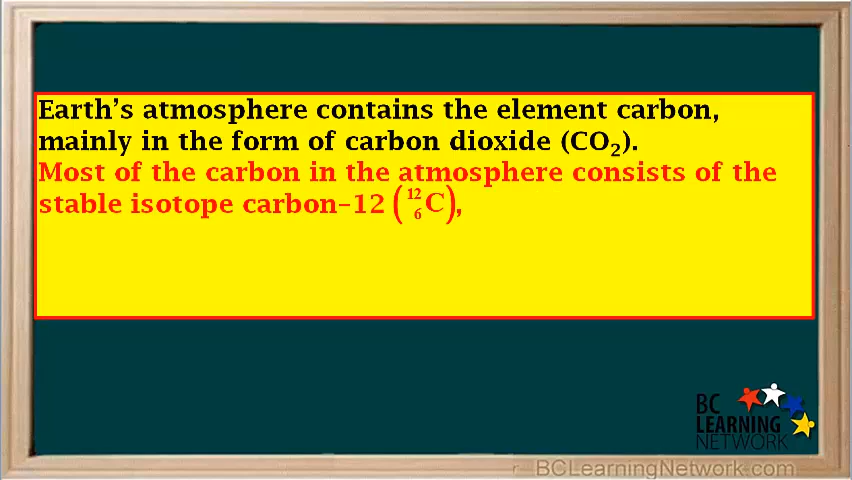 Earth's atmosphere contains the element carbon,
mainly in the form of carbon dioxide (CO₂).
Most of the carbon in the atmosphere consists of the
stable isotope carbon–12 (¹²₆C),
BC
LEARNING
NETWORK
BCLearningNetwork.com